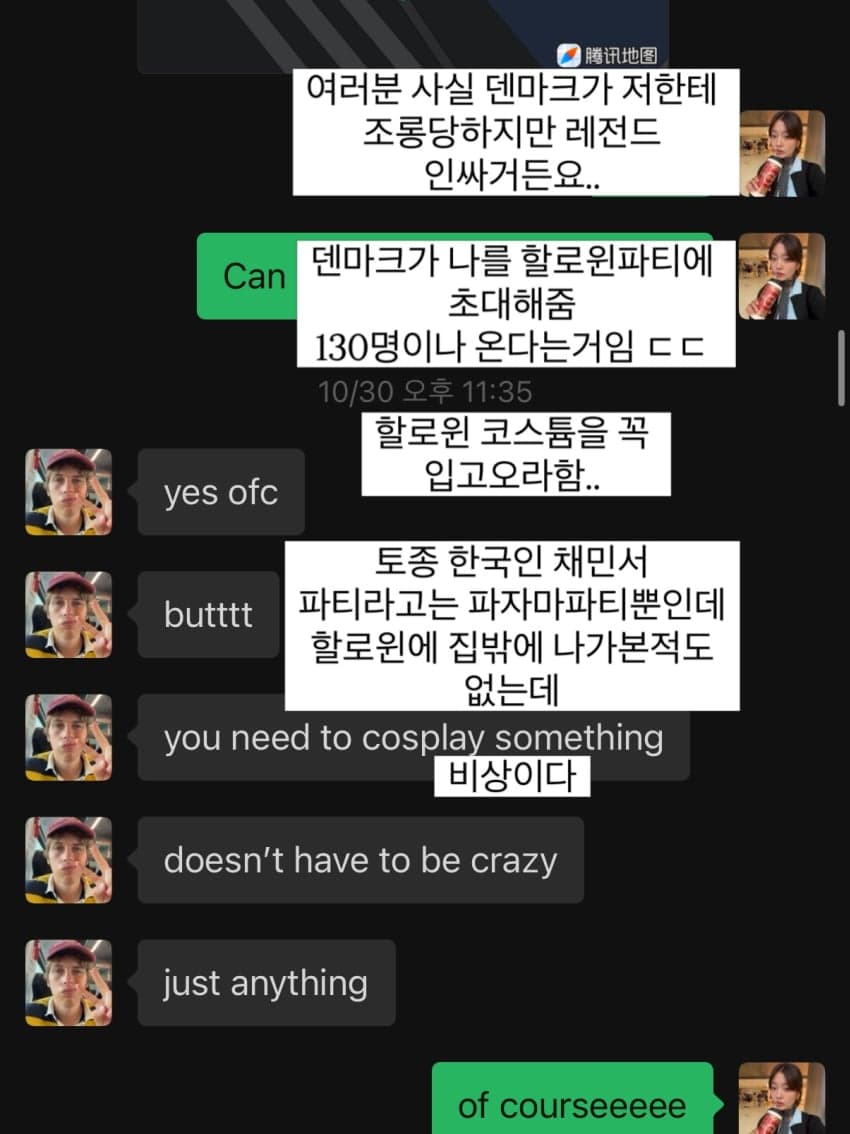 腾讯地图
여러분 사실 덴마크가 저한테
조롱당하지만 레전드
인싸거든요..
Can
덴마크가 나를 할로윈파티에
초대해줌
130명이나 온다는거임 ㄷㄷ
10/30 오후 11:35
할로윈 코스튬을 꼭
입고오라함..
yes ofc
토종 한국인 채민서
파티라고는 파자마파티뿐인데
할로윈에 집밖에 나가본적도
없는데
butttt
you need to cosplay something
비상이다
doesn’t have to be crazy
just anything
of courseeeee